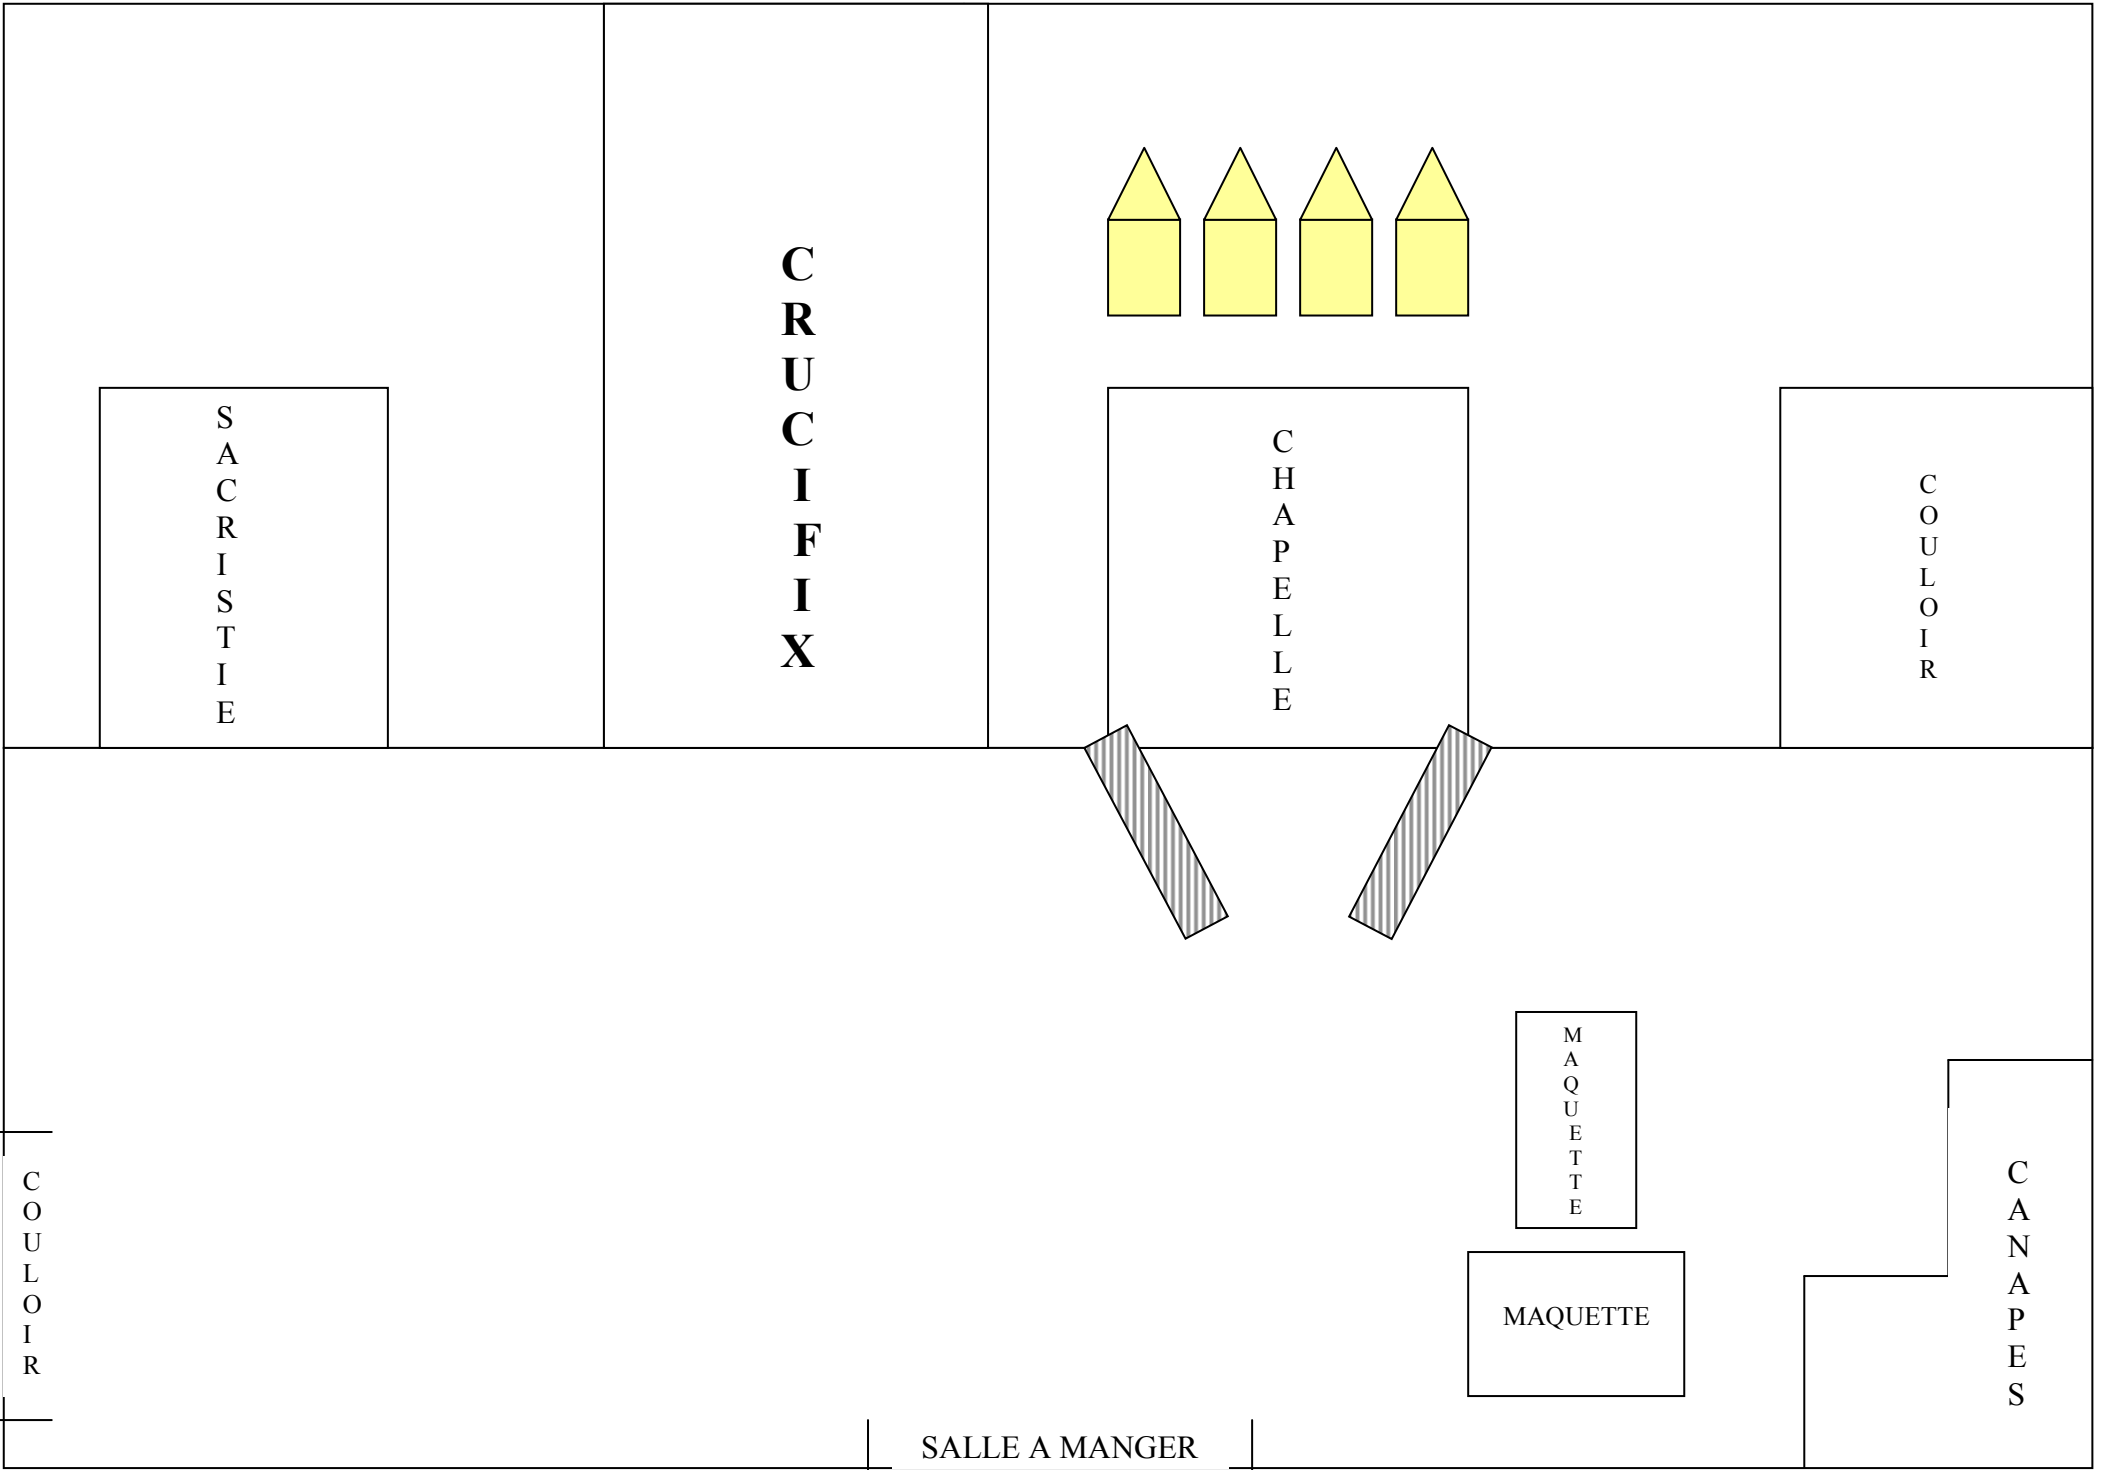 SACRISTIE
CRUCIFIX
CHAPELLE
COULOIR
MAQUETTE
COULOIR
MAQUETTE
CANAPES
SALLE A MANGER